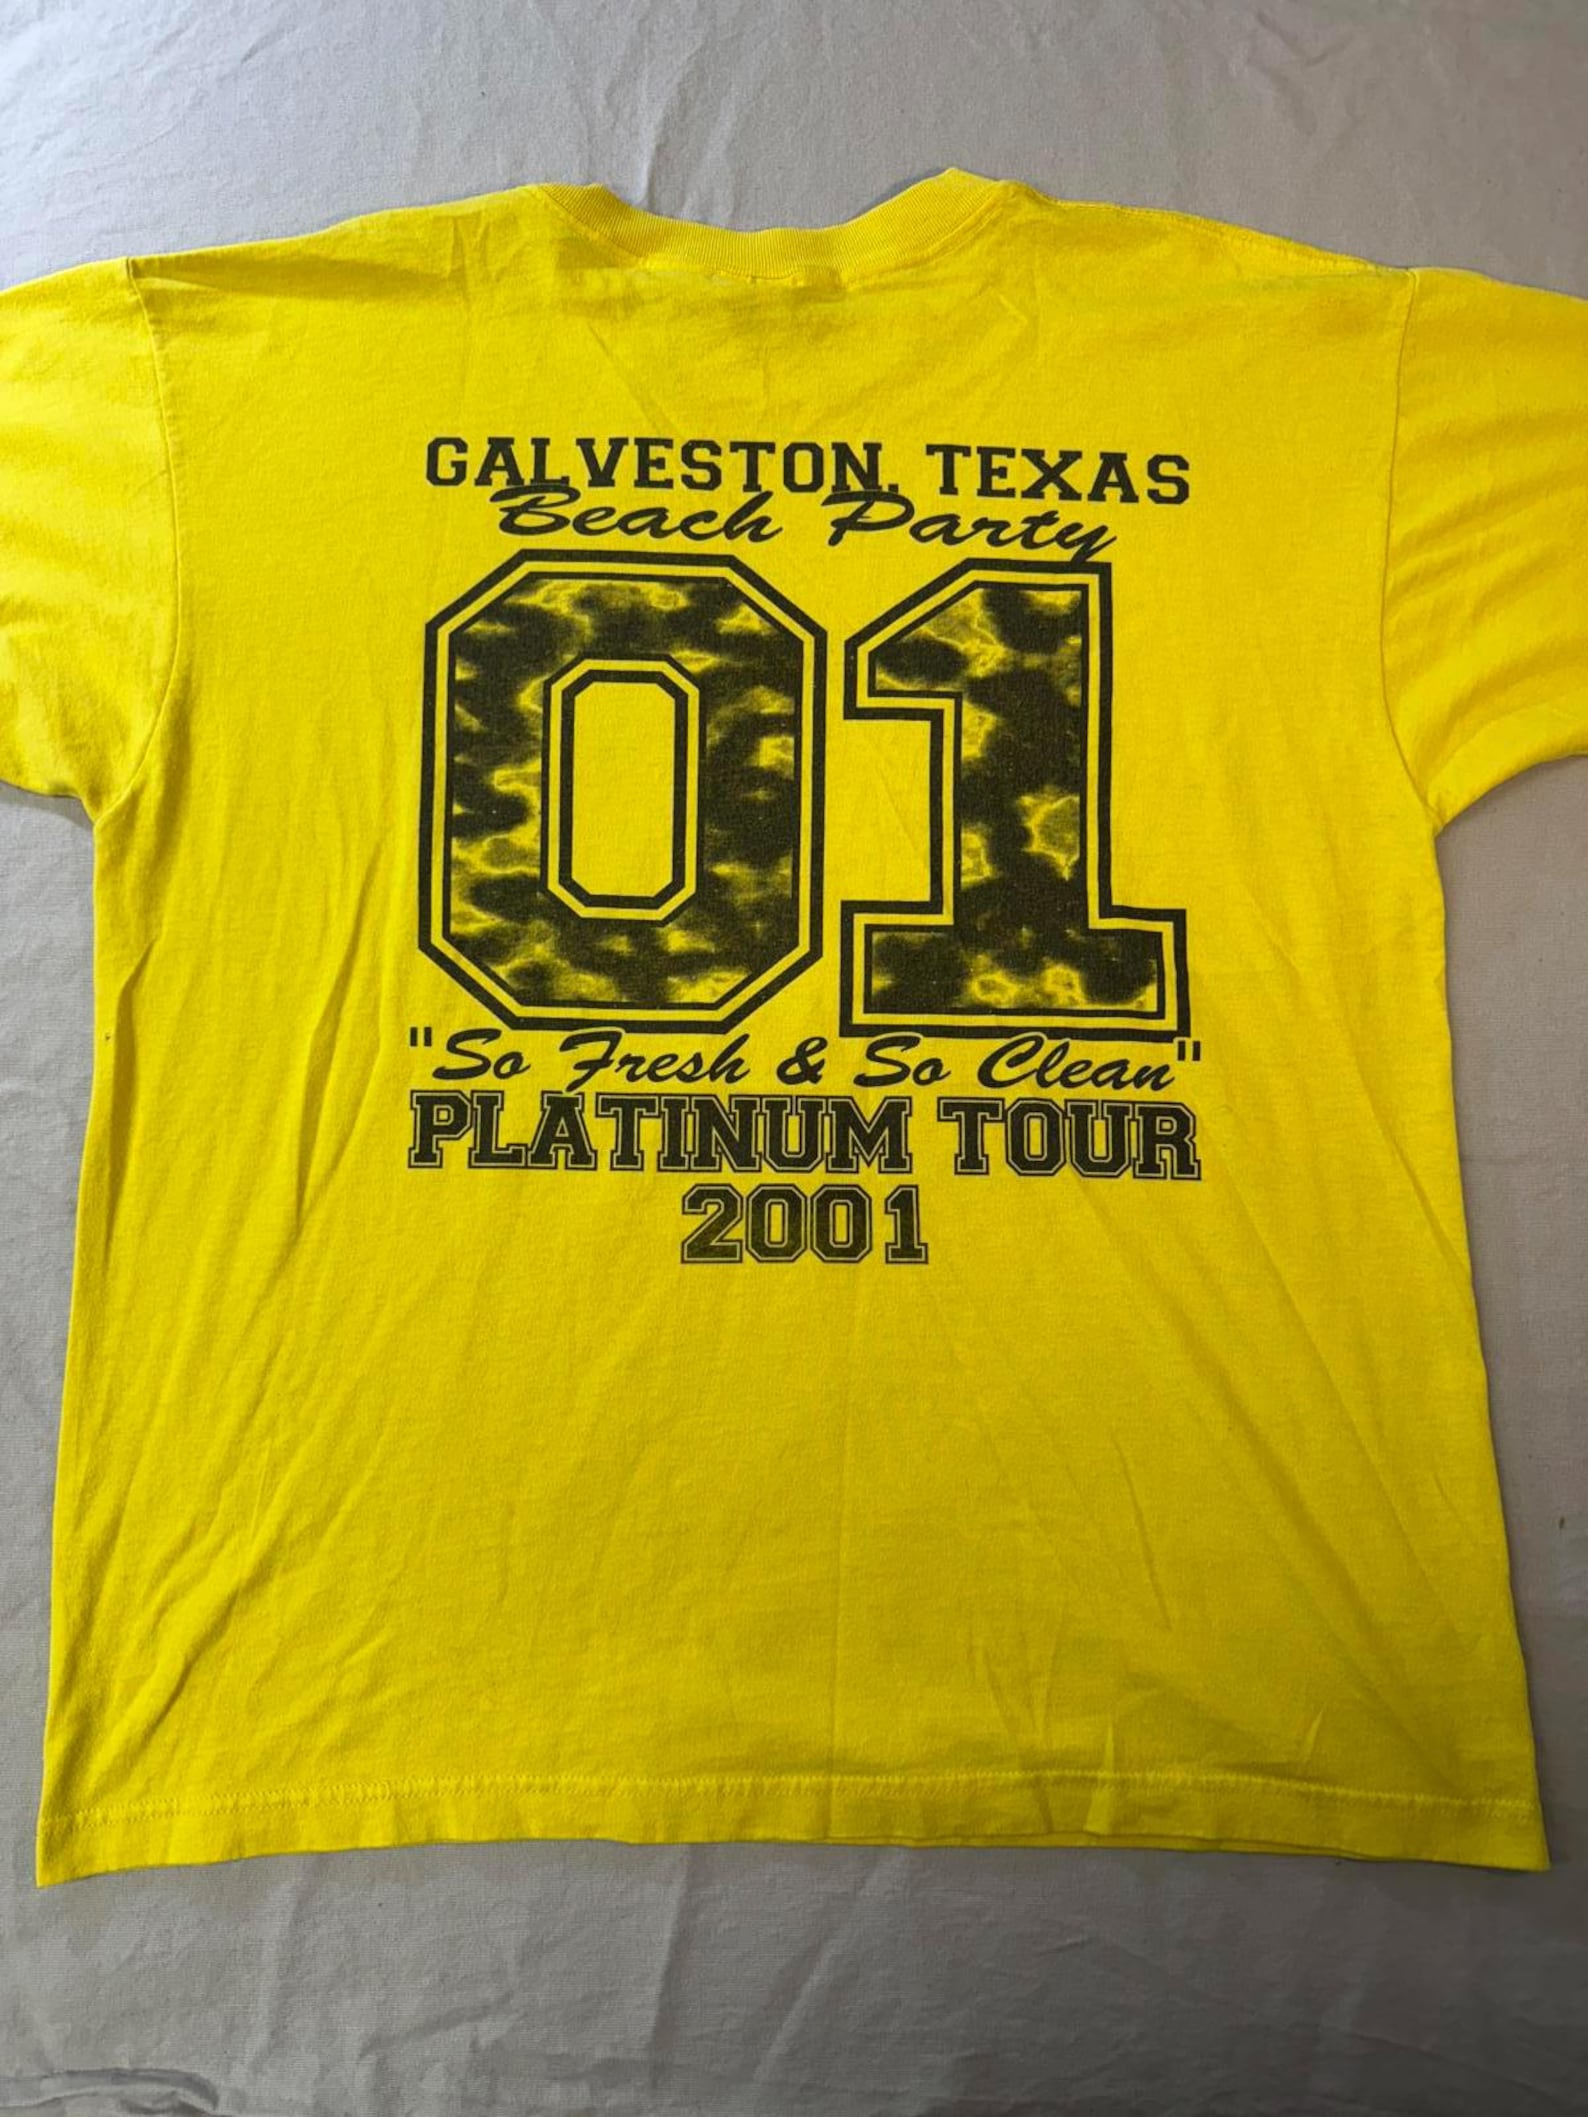 GALVESTON, TEXAS
Beach Party
01
"So Fresh & So Clean"
PLATINUM TOUR
2001